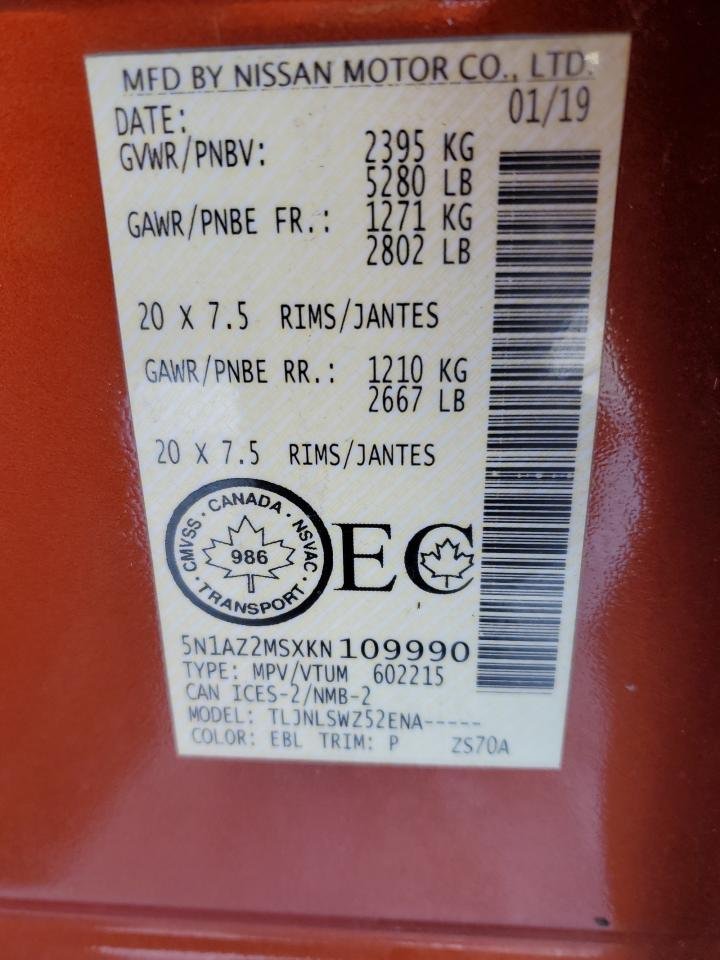 MFD BY NISSAN MOTOR CO., LTD.
DATE: 01/19
GVWR/PNBV: 2395 KG
5280 LB
GAWR/PNBE FR.: 1271 KG
2802 LB
20 X 7.5 RIMS/JANTES
GAWR/PNBE RR.: 1210 KG
2667 LB
20 X 7.5 RIMS/JANTES
CMVSS · CANADA · NSVAC · TRANSPORT ·
986
EC
5N1AZ2MSXKN 109990
TYPE: MPV/VTUM 602215
CAN ICES-2/NMB-2
MODEL: TLJNLSWZ52ENA-----
COLOR: EBL TRIM: P ZS70A